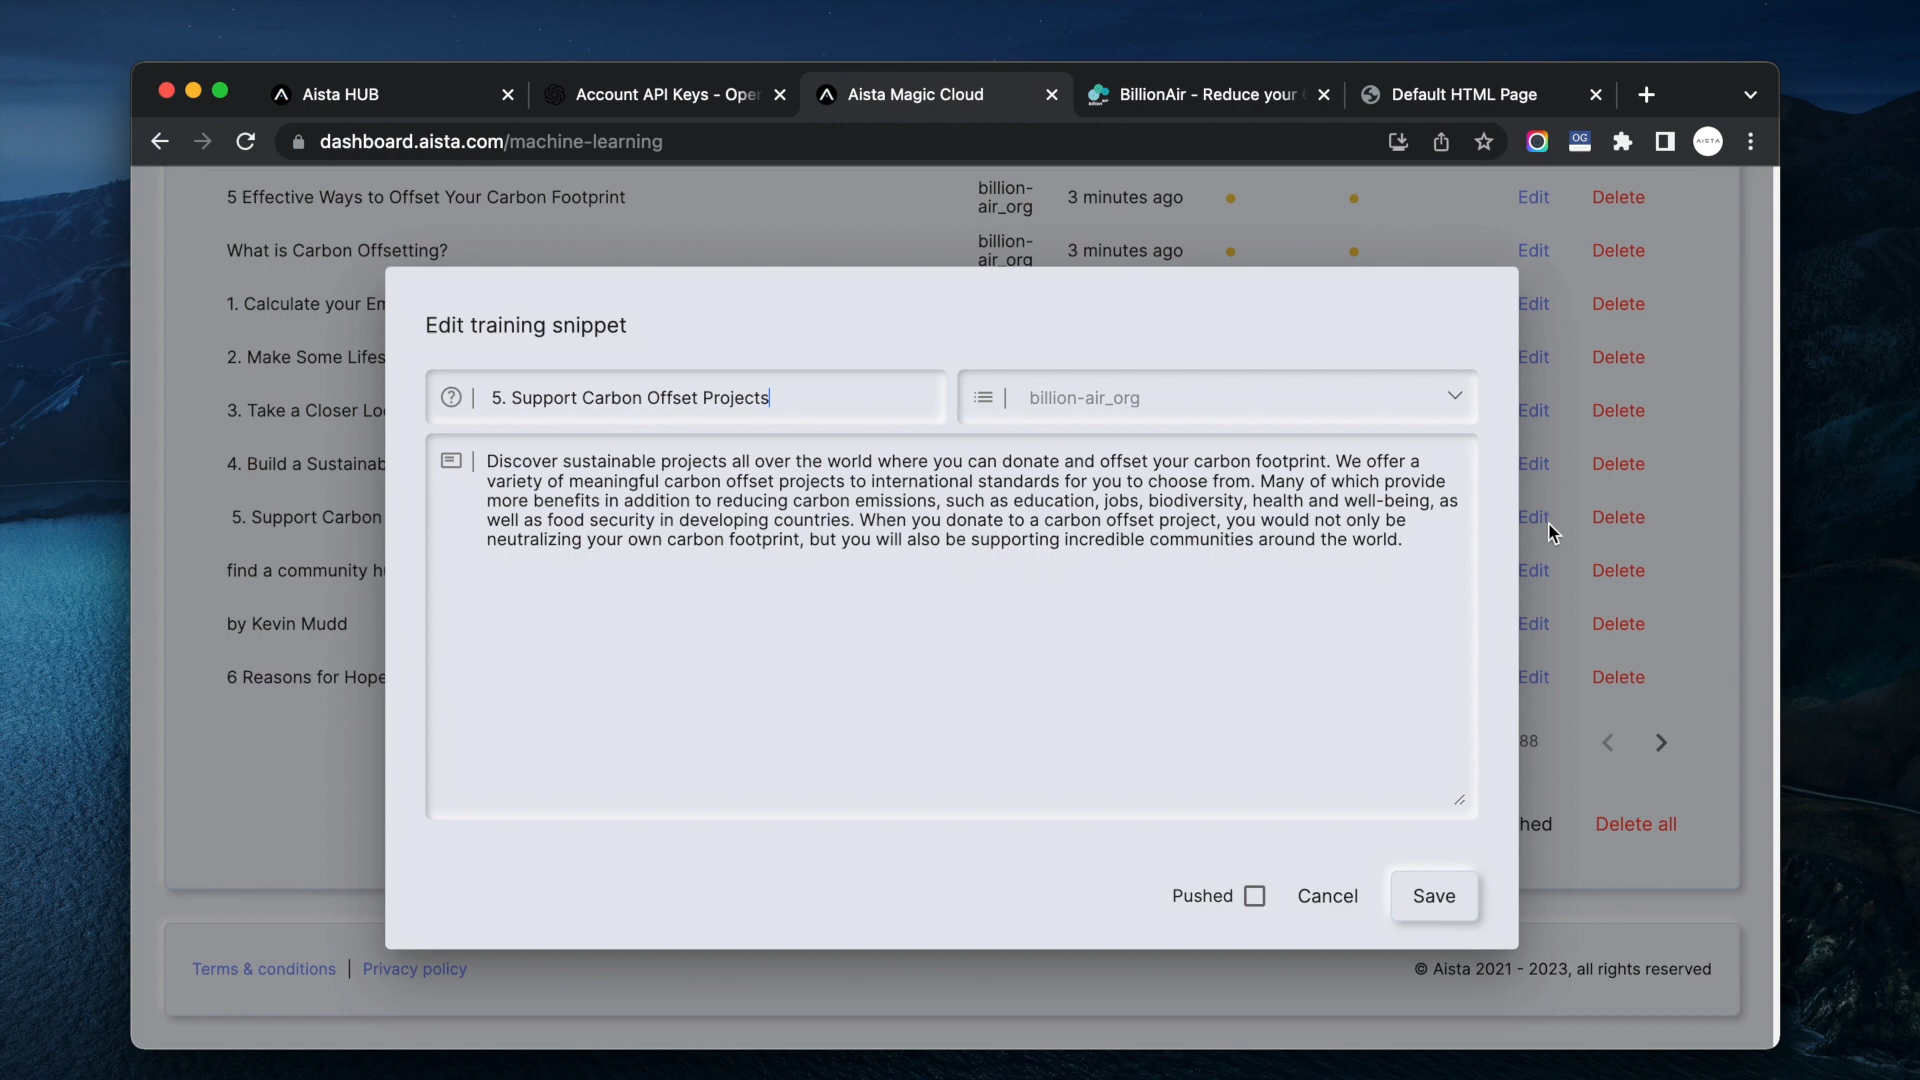 Aista HUB
Account API Keys - Oper
Aista Magic Cloud
BillionAir - Reduce your
Default HTML Page
dashboard.aista.com/machine-learning
OG
AISTA
5 Effective Ways to Offset Your Carbon Footprint
billion-
air_org
3 minutes ago
Edit
Delete
What is Carbon Offsetting?
billion-
air_org
3 minutes ago
Edit
Delete
1. Calculate your Em
Edit
Delete
2. Make Some Lifes
Edit
Delete
3. Take a Closer Lo
Edit
Delete
4. Build a Sustainab
Edit
Delete
5. Support Carbon
Edit
Delete
find a community h
Edit
Delete
by Kevin Mudd
Edit
Delete
6 Reasons for Hope
Edit
Delete
88
hed
Delete all
Edit training snippet
5. Support Carbon Offset Projects
billion-air_org
Discover sustainable projects all over the world where you can donate and offset your carbon footprint. We offer a
variety of meaningful carbon offset projects to international standards for you to choose from. Many of which provide
more benefits in addition to reducing carbon emissions, such as education, jobs, biodiversity, health and well-being, as
well as food security in developing countries. When you donate to a carbon offset project, you would not only be
neutralizing your own carbon footprint, but you will also be supporting incredible communities around the world.
Pushed
Cancel
Save
Terms & conditions
Privacy policy
© Aista 2021 - 2023, all rights reserved